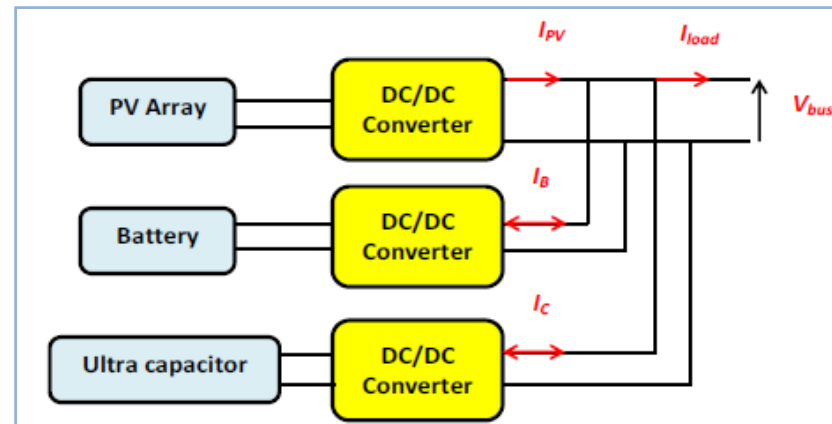 I_PV
I_load
PV Array
DC/DC
Converter
V_bus
I_B
Battery
DC/DC
Converter
I_C
Ultra capacitor
DC/DC
Converter